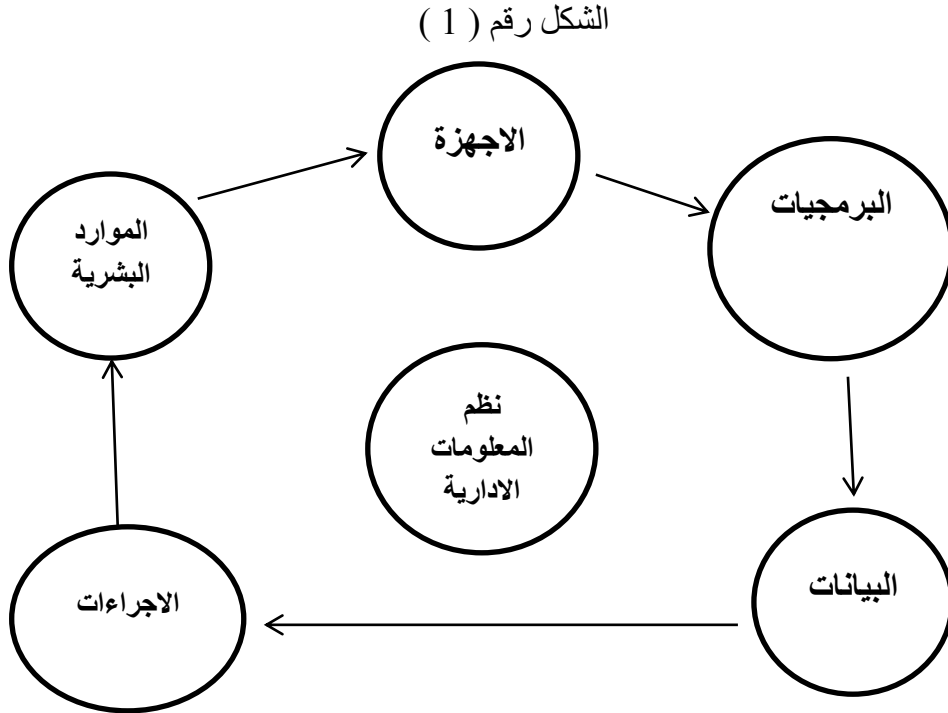 الشكل رقم ( 1 )
الاجهزة
البرمجيات
الموارد
البشرية
نظم
المعلومات
الادارية
البيانات
الاجراءات